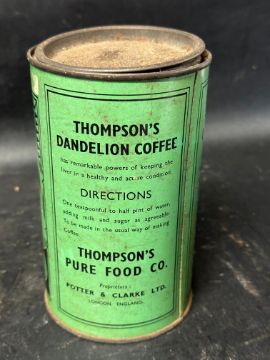 THOMPSON'S
DANDELION COFFEE
has remarkable powers of keeping the
liver in a healthy and active condition.
DIRECTIONS
One teaspoonful to half pint of water,
adding milk and sugar as agreeable.
To be made in the usual way of making
Coffee.
THOMPSON'S
PURE FOOD CO.
Proprietors:
POTTER & CLARKE LTD.
LONDON, ENGLAND.